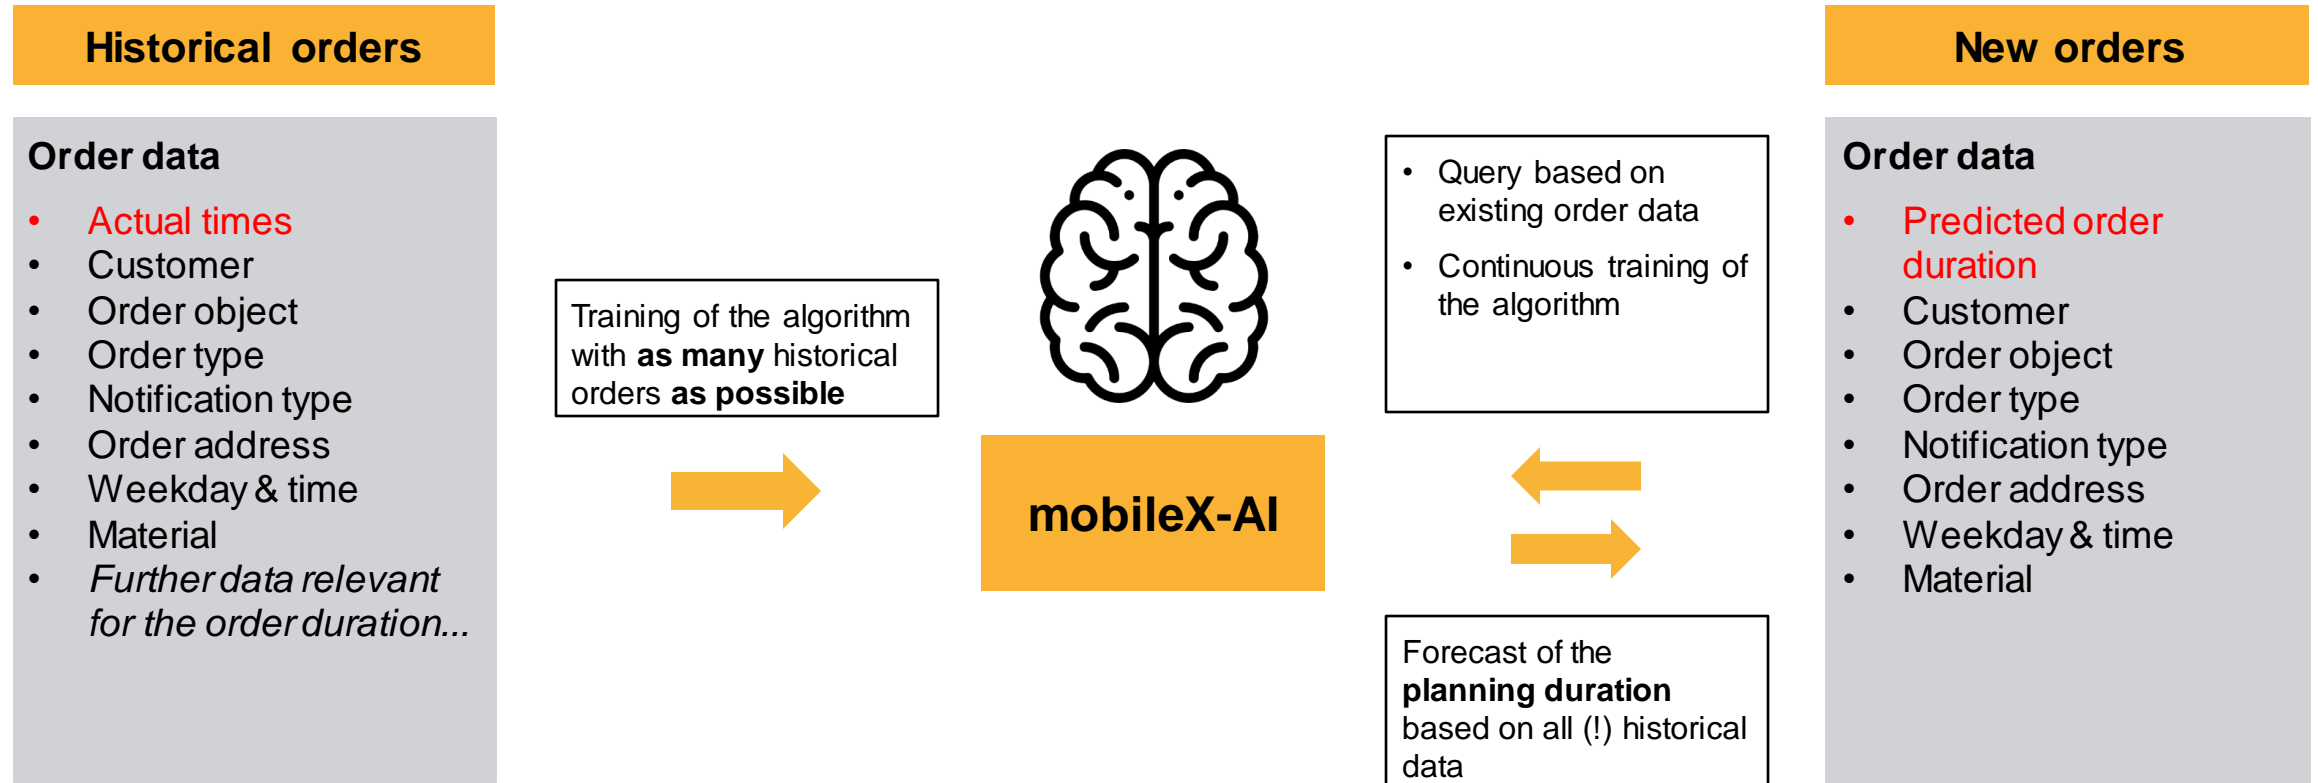 Historical orders
Order data
• Actual times
• Customer
• Order object
• Order type
• Notification type
• Order address
• Weekday & time
• Material
• Further data relevant
for the order duration...
Training of the algorithm
with as many historical
orders as possible
mobileX-AI
• Query based on
existing order data
• Continuous training of
the algorithm
Forecast of the
planning duration
based on all (!) historical
data
New orders
Order data
• Predicted order
duration
• Customer
• Order object
• Order type
• Notification type
• Order address
• Weekday & time
• Material